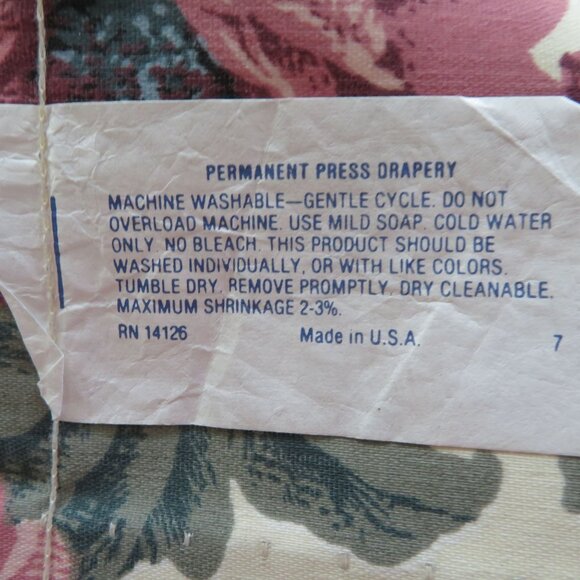 PERMANENT PRESS DRAPERY
MACHINE WASHABLE—GENTLE CYCLE. DO NOT
OVERLOAD MACHINE. USE MILD SOAP. COLD WATER
ONLY. NO BLEACH. THIS PRODUCT SHOULD BE
WASHED INDIVIDUALLY, OR WITH LIKE COLORS.
TUMBLE DRY. REMOVE PROMPTLY. DRY CLEANABLE.
MAXIMUM SHRINKAGE 2-3%.
RN 14126 Made in U.S.A. 7